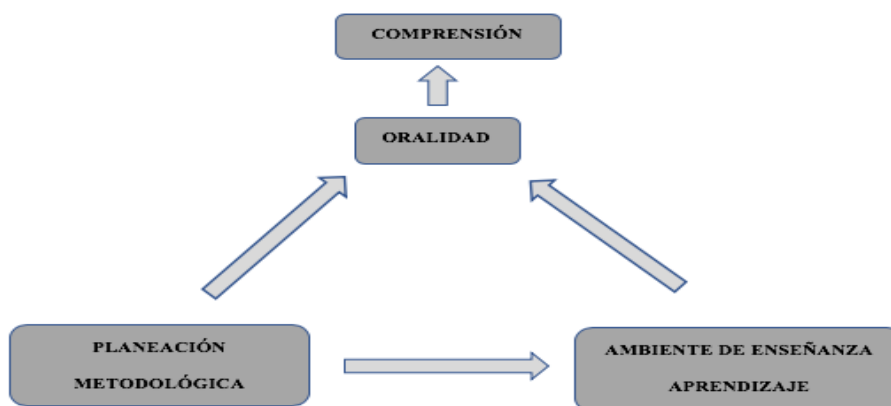 COMPRENSIÓN
ORALIDAD
PLANEACIÓN
METODOLÓGICA
AMBIENTE DE ENSEÑANZA
APRENDIZAJE